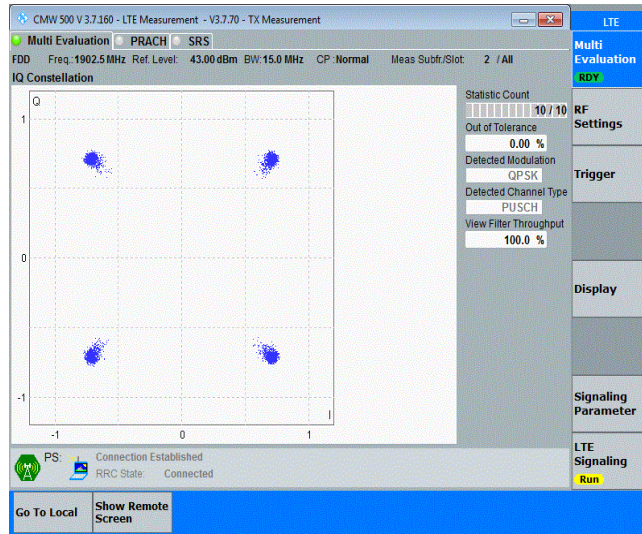 CMW 500 V 3.7.160 - LTE Measurement - V3.7.70 - TX Measurement
Multi Evaluation PRACH SRS
FDD Freq.: 1902.5 MHz Ref. Level: 43.00 dBm BW: 15.0 MHz CP : Normal Meas Subfr./Slot: 2 / All
IQ Constellation
Q
1
0
-1
-1 0 1
I
Statistic Count
10 / 10
Out of Tolerance
0.00 %
Detected Modulation
QPSK
Detected Channel Type
PUSCH
View Filter Throughput
100.0 %
PS: Connection Established
RRC State: Connected
LTE
Multi
Evaluation
RDY
RF
Settings
Trigger
Display
Signaling
Parameter
LTE
Signaling
Run
Go To Local
Show Remote
Screen